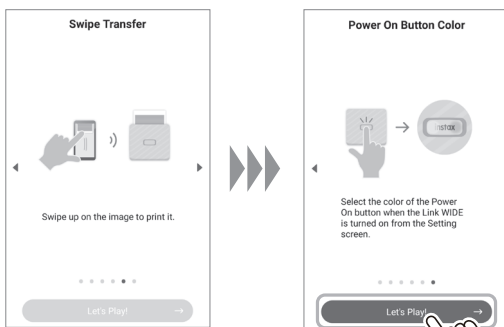 Swipe Transfer
Swipe up on the image to print it.
Let's Play!
Power On Button Color
instax
Select the color of the Power
On button when the Link WIDE
is turned on from the Setting
screen.
Let's Play!